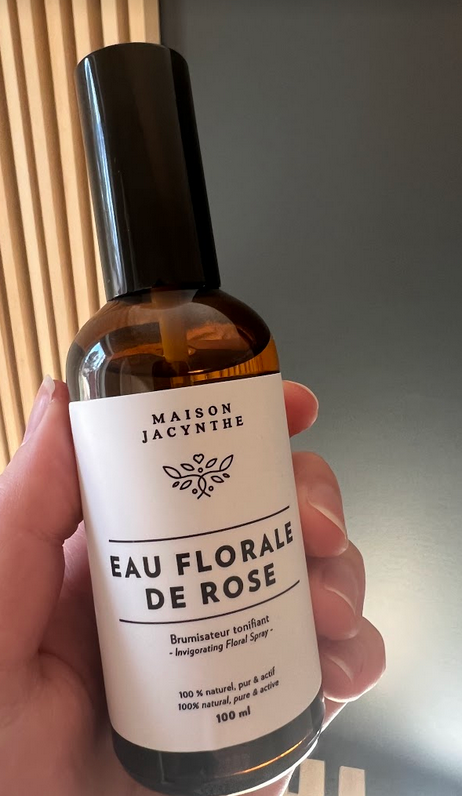 MAISON
JACYNTHE
EAU FLORALE
DE ROSE
Brumisateur tonifiant
- Invigorating Floral Spray -
100 % naturel, pur & actif
100% natural, pure & active
100 ml